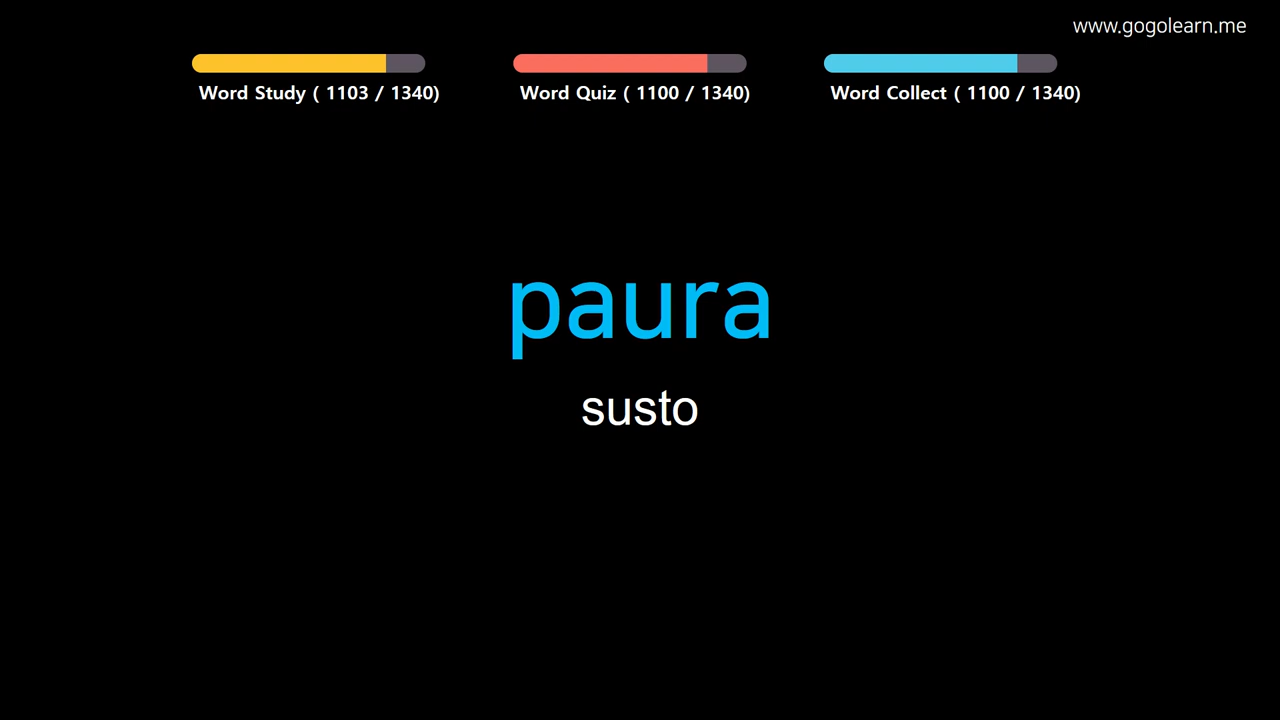 www.gogolearn.me
Word Study ( 1103 / 1340)
Word Quiz ( 1100 / 1340)
Word Collect ( 1100 / 1340)
paura
susto